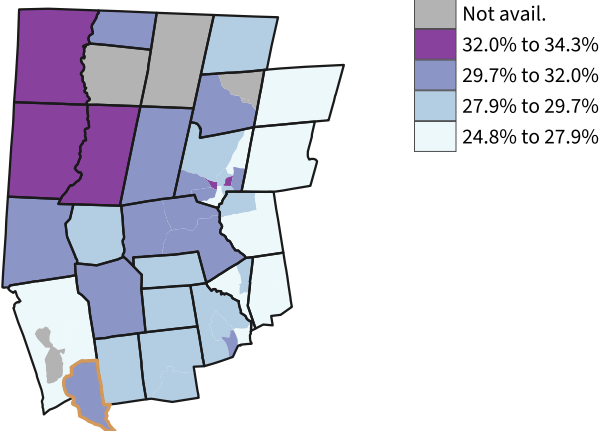 Not avail.
32.0% to 34.3%
29.7% to 32.0%
27.9% to 29.7%
24.8% to 27.9%